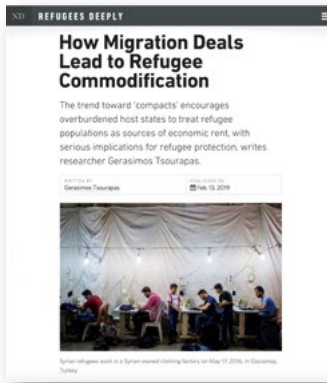 ND REFUGEES DEEPLY
How Migration Deals
Lead to Refugee
Commodification
The trend toward 'compacts' encourages
overburdened host states to treat refugee
populations as sources of economic rent, with
serious implications for refugee protection, writes
researcher Gerasimos Tsourapas.
WRITTEN BY
Gerasimos Tsourapas
PUBLISHED ON
Feb. 13, 2019
Syrian refugees work in a Syrian-owned clothing factory on May 17, 2016, in Gaziantep,
Turkey.